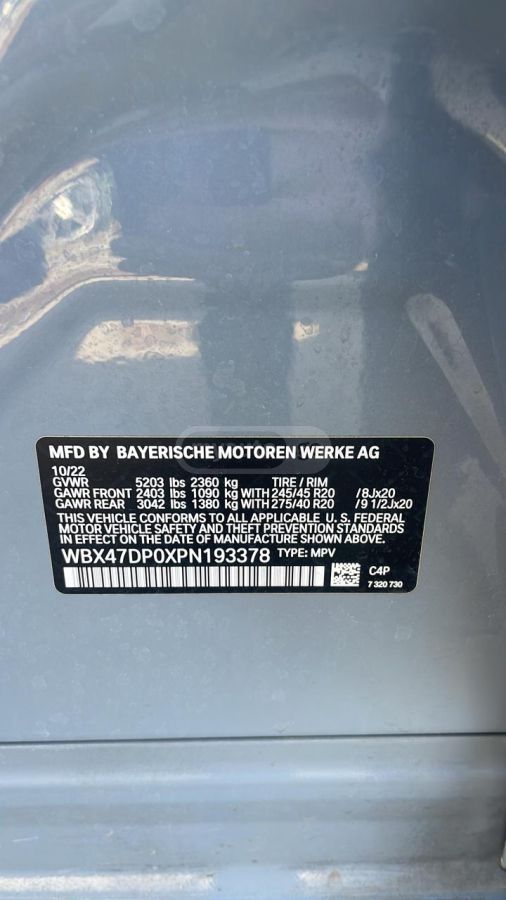 MFD BY BAYERISCHE MOTOREN WERKE AG
10/22
GVWR 5203 lbs 2360 kg TIRE / RIM
GAWR FRONT 2403 lbs 1090 kg WITH 245/45 R20 /8Jx20
GAWR REAR 3042 lbs 1380 kg WITH 275/40 R20 /9 1/2Jx20
THIS VEHICLE CONFORMS TO ALL APPLICABLE U. S. FEDERAL
MOTOR VEHICLE SAFETY AND THEFT PREVENTION STANDARDS
IN EFFECT ON THE DATE OF MANUFACTURE SHOWN ABOVE.
WBX47DP0XPN193378 TYPE: MPV
C4P
7 320 730